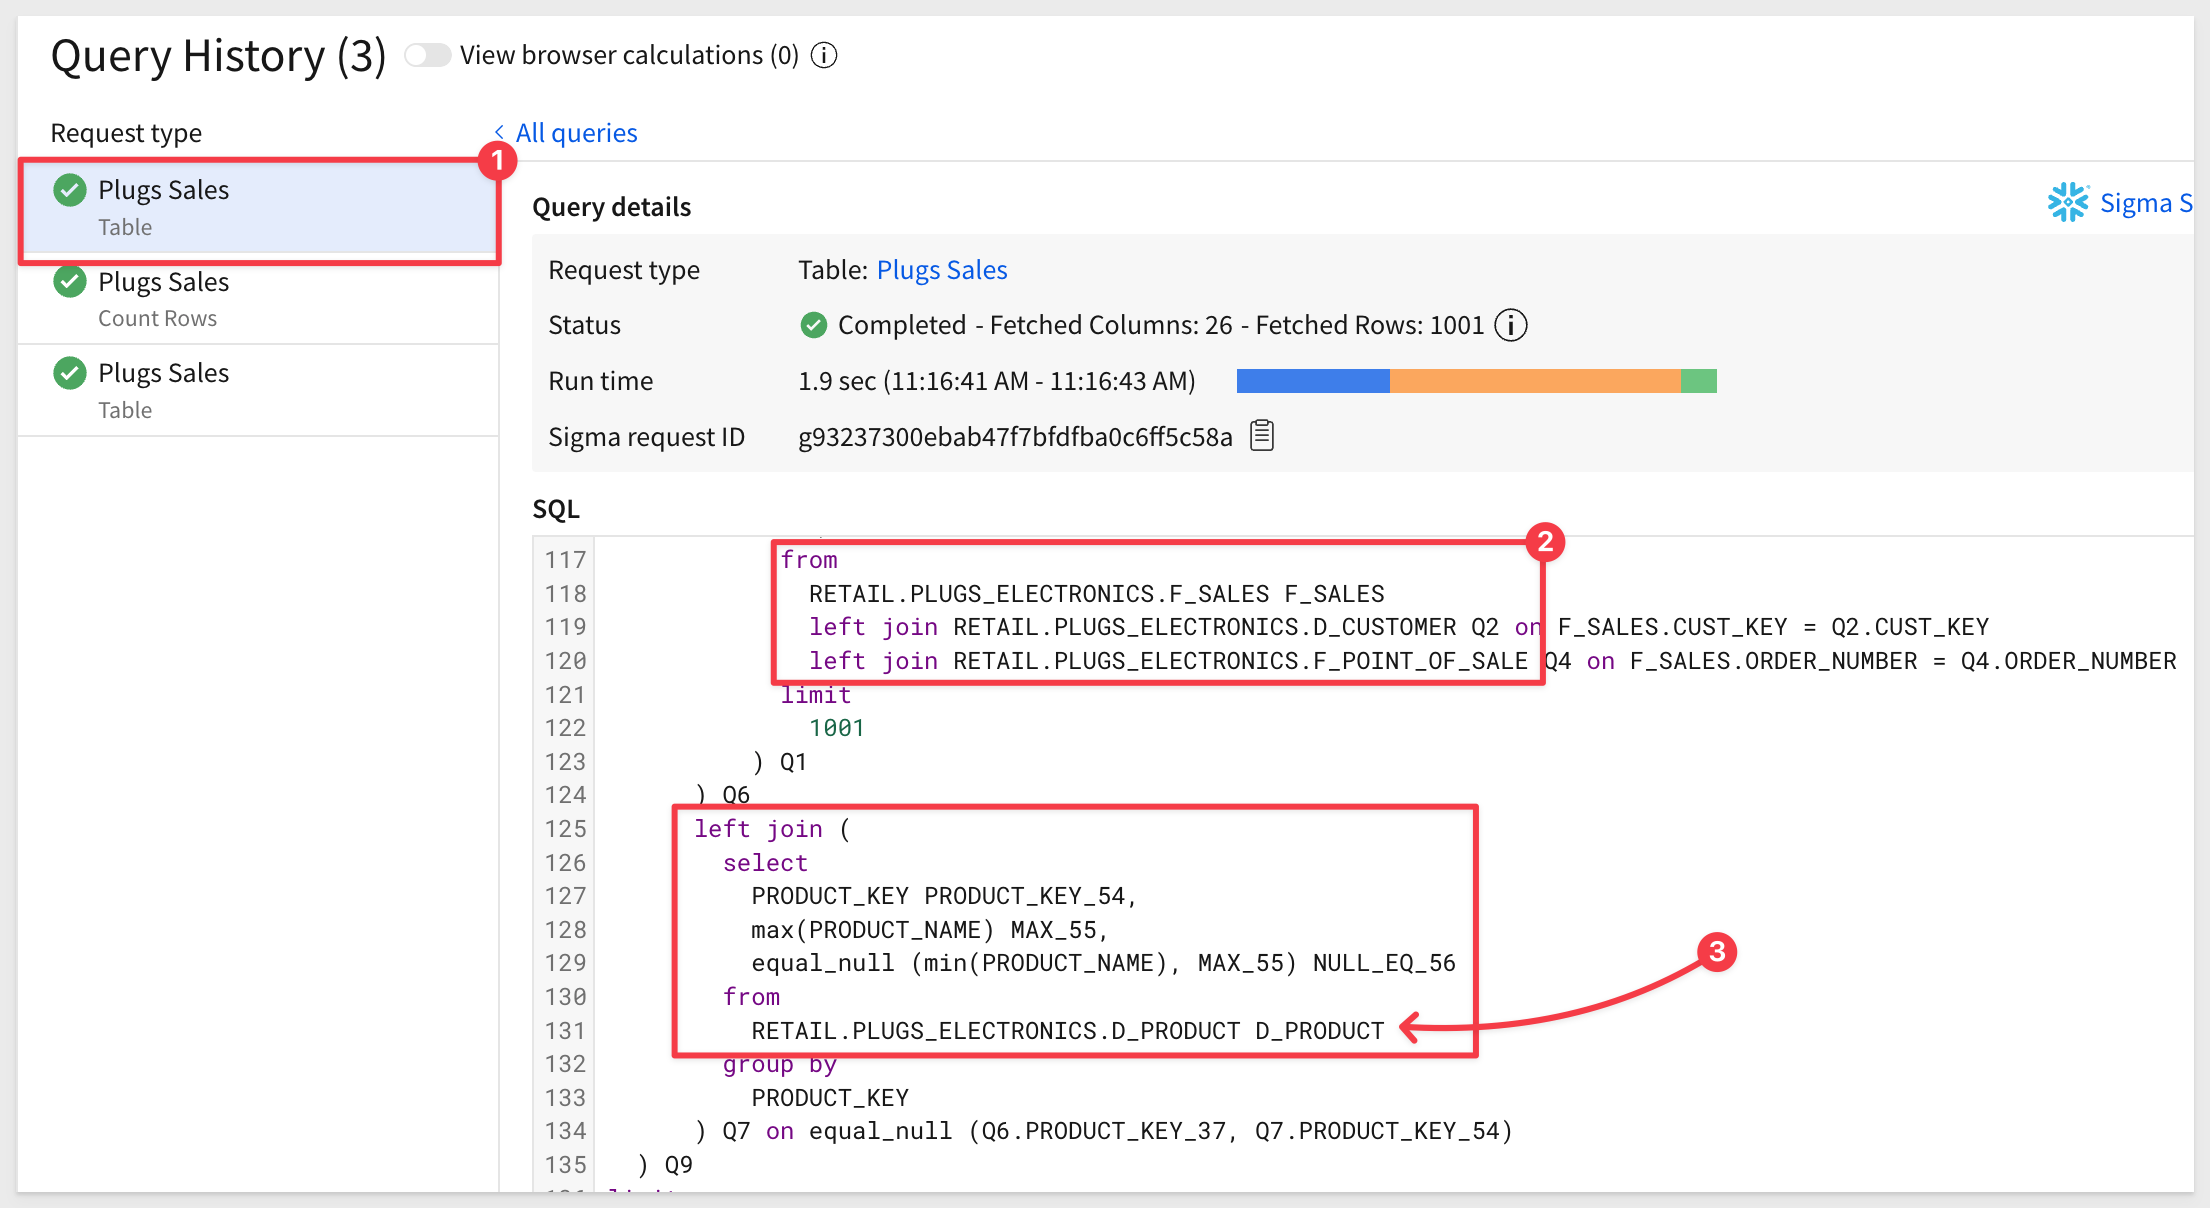 Query History (3) View browser calculations (0)
Request type
All queries
1
Plugs Sales
Table
Plugs Sales
Count Rows
Plugs Sales
Table
Query details
Sigma S
Request type Table: Plugs Sales
Status Completed - Fetched Columns: 26 - Fetched Rows: 1001
Run time 1.9 sec (11:16:41 AM - 11:16:43 AM)
Sigma request ID g93237300ebab47f7bfdfba0c6ff5c58a
SQL
2
117 from
118 RETAIL.PLUGS_ELECTRONICS.F_SALES F_SALES
119 left join RETAIL.PLUGS_ELECTRONICS.D_CUSTOMER Q2 on F_SALES.CUST_KEY = Q2.CUST_KEY
120 left join RETAIL.PLUGS_ELECTRONICS.F_POINT_OF_SALE Q4 on F_SALES.ORDER_NUMBER = Q4.ORDER_NUMBER
121 limit
122 1001
123 ) Q1
124 ) Q6
125 left join (
126 select
127 PRODUCT_KEY PRODUCT_KEY_54,
128 max(PRODUCT_NAME) MAX_55,
129 equal_null (min(PRODUCT_NAME), MAX_55) NULL_EQ_56
3
130 from
131 RETAIL.PLUGS_ELECTRONICS.D_PRODUCT D_PRODUCT
132 group by
133 PRODUCT_KEY
134 ) Q7 on equal_null (Q6.PRODUCT_KEY_37, Q7.PRODUCT_KEY_54)
135 ) Q9